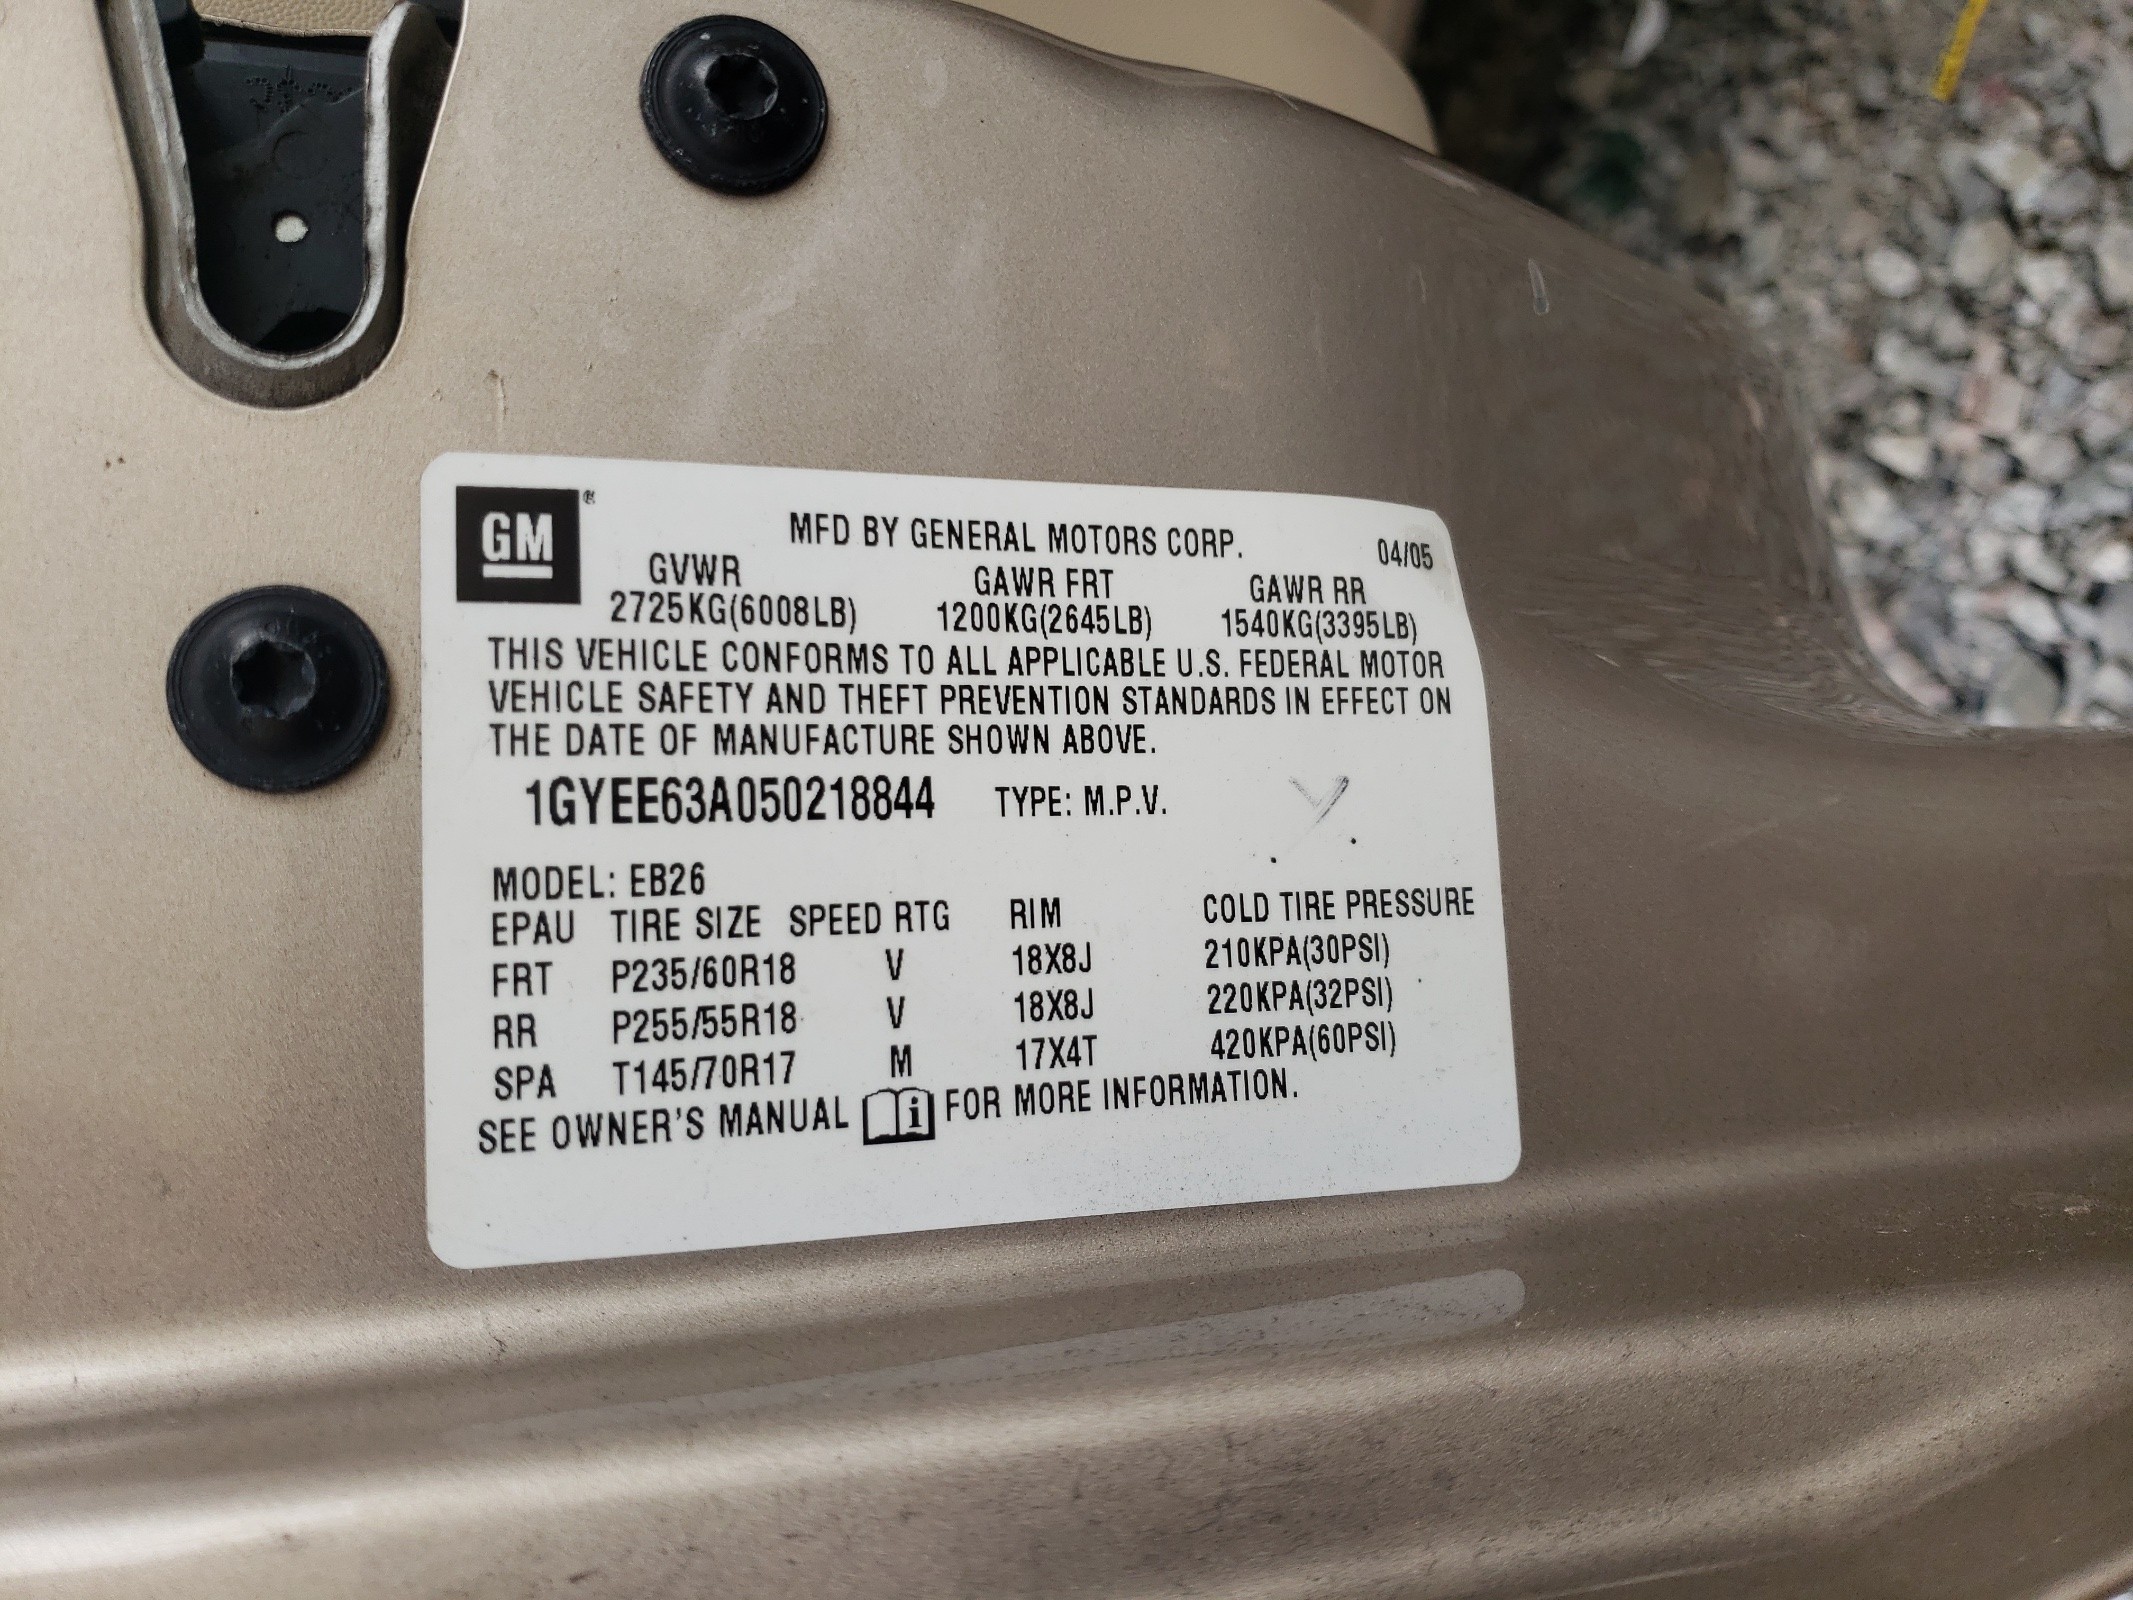 GM®
MFD BY GENERAL MOTORS CORP.
04/05
GVWR GAWR FRT GAWR RR
2725KG(6008LB) 1200KG(2645LB) 1540KG(3395LB)
THIS VEHICLE CONFORMS TO ALL APPLICABLE U.S. FEDERAL MOTOR
VEHICLE SAFETY AND THEFT PREVENTION STANDARDS IN EFFECT ON
THE DATE OF MANUFACTURE SHOWN ABOVE.
1GYEE63A050218844 TYPE: M.P.V.
MODEL: EB26
EPAU TIRE SIZE SPEED RTG RIM COLD TIRE PRESSURE
FRT P235/60R18 V 18X8J 210KPA(30PSI)
RR P255/55R18 V 18X8J 220KPA(32PSI)
SPA T145/70R17 M 17X4T 420KPA(60PSI)
SEE OWNER'S MANUAL i FOR MORE INFORMATION.